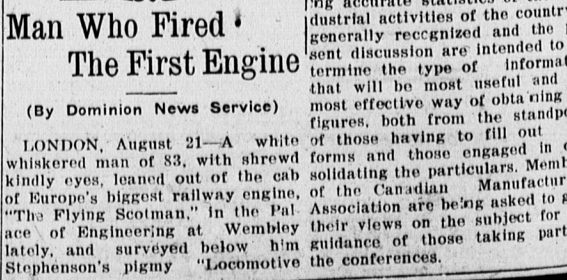 Man Who Fired
The First Engine
(By Dominion News Service)
LONDON, August 21—A white
whiskered man of 83, with shrewd
kindly eyes, leaned out of the cab
of Europe's biggest railway engine,
"The Flying Scotman," in the Pal-
ace of Engineering at Wembley
lately, and surveyed below him
Stephenson's pigmy "Locomotive
dustrial activities of the country
generally reccgnized and the
sent discussion are intended to
termine the type of informat
that will be most useful and
most effective way of obtaining
figures, both from the standpo
of those having to fill out
forms and those engaged in c
solidating the particulars. Memb
of the Canadian Manufactur
Association are being asked to g
their views on the subject for
guidance of those taking part
the conferences.